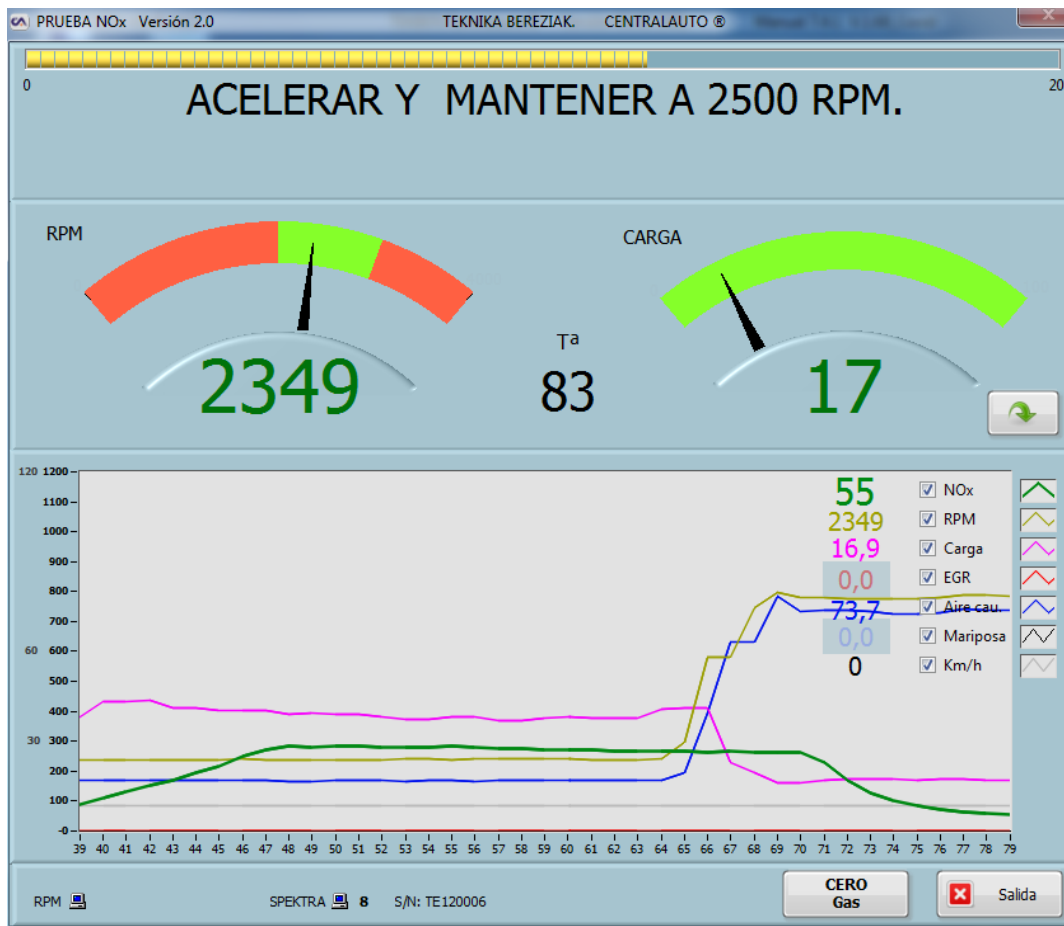 PRUEBA NOx Versión 2.0 TEKNIKA BEREZIAK. CENTRALAUTO ®
0 20
ACELERAR Y MANTENER A 2500 RPM.
RPM CARGA
Tª
2349 83 17
120 1200
1100
1000
900
800
700
60 600
500
400
30 300
200
100
-0
55 NOx
2349 RPM
16,9 Carga
0,0 EGR
73,7 Aire cau.
0,0 Mariposa
0 Km/h
39 40 41 42 43 44 45 46 47 48 49 50 51 52 53 54 55 56 57 58 59 60 61 62 63 64 65 66 67 68 69 70 71 72 73 74 75 76 77 78 79
RPM SPEKTRA 8 S/N: TE120006
CERO
Gas
Salida